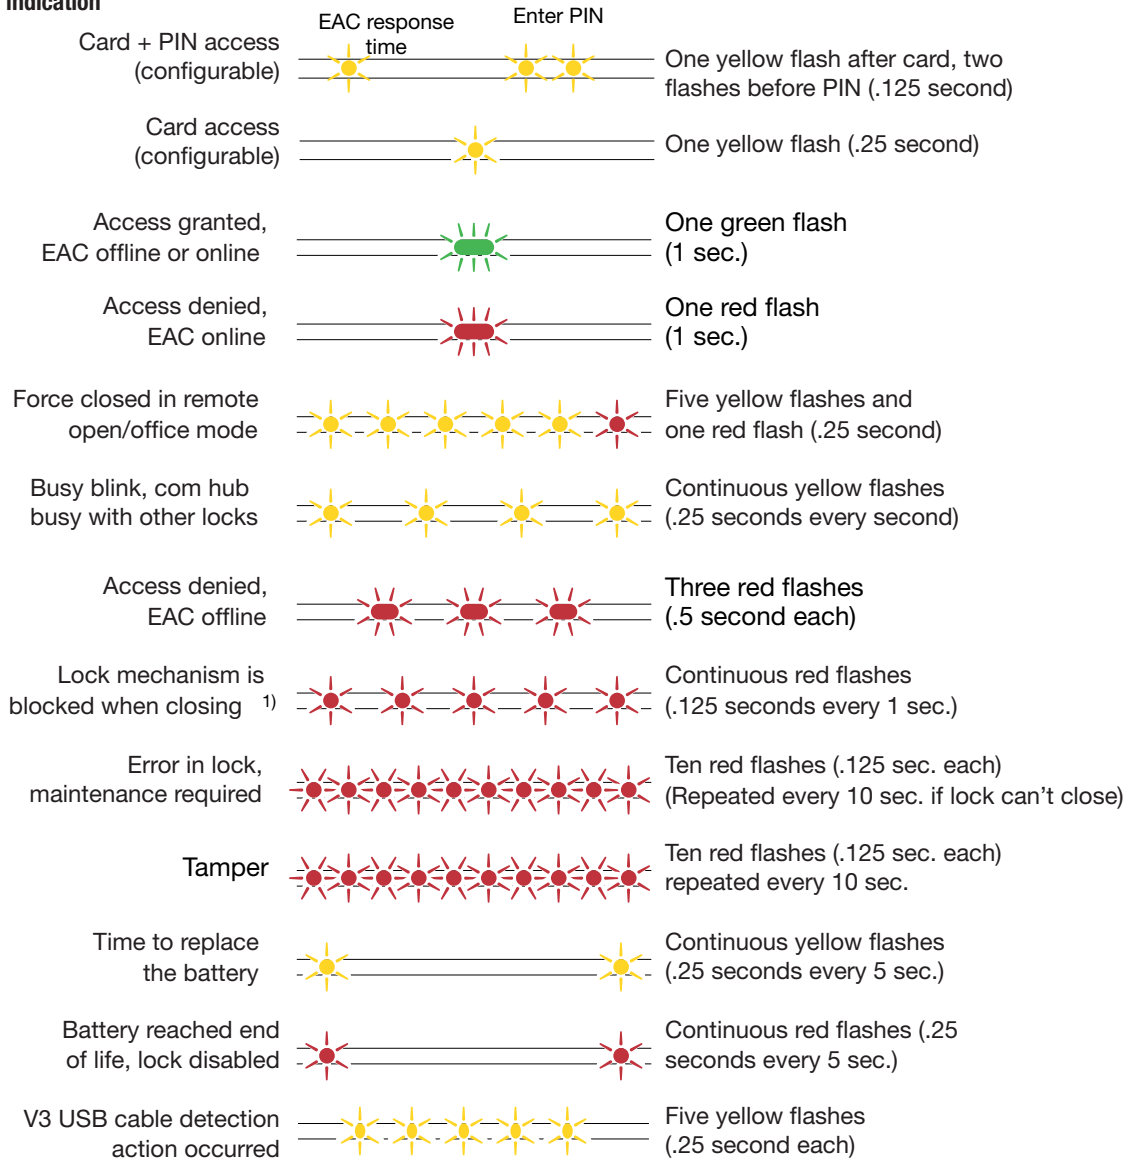 Indication
EAC response
time
Enter PIN
Card + PIN access
(configurable)
One yellow flash after card, two
flashes before PIN (.125 second)
Card access
(configurable)
One yellow flash (.25 second)
Access granted,
EAC offline or online
One green flash
(1 sec.)
Access denied,
EAC online
One red flash
(1 sec.)
Force closed in remote
open/office mode
Five yellow flashes and
one red flash (.25 second)
Busy blink, com hub
busy with other locks
Continuous yellow flashes
(.25 seconds every second)
Access denied,
EAC offline
Three red flashes
(.5 second each)
Lock mechanism is
blocked when closing 1)
Continuous red flashes
(.125 seconds every 1 sec.)
Error in lock,
maintenance required
Ten red flashes (.125 sec. each)
(Repeated every 10 sec. if lock can't close)
Tamper
Ten red flashes (.125 sec. each)
repeated every 10 sec.
Time to replace
the battery
Continuous yellow flashes
(.25 seconds every 5 sec.)
Battery reached end
of life, lock disabled
Continuous red flashes (.25
seconds every 5 sec.)
V3 USB cable detection
action occurred
Five yellow flashes
(.25 second each)